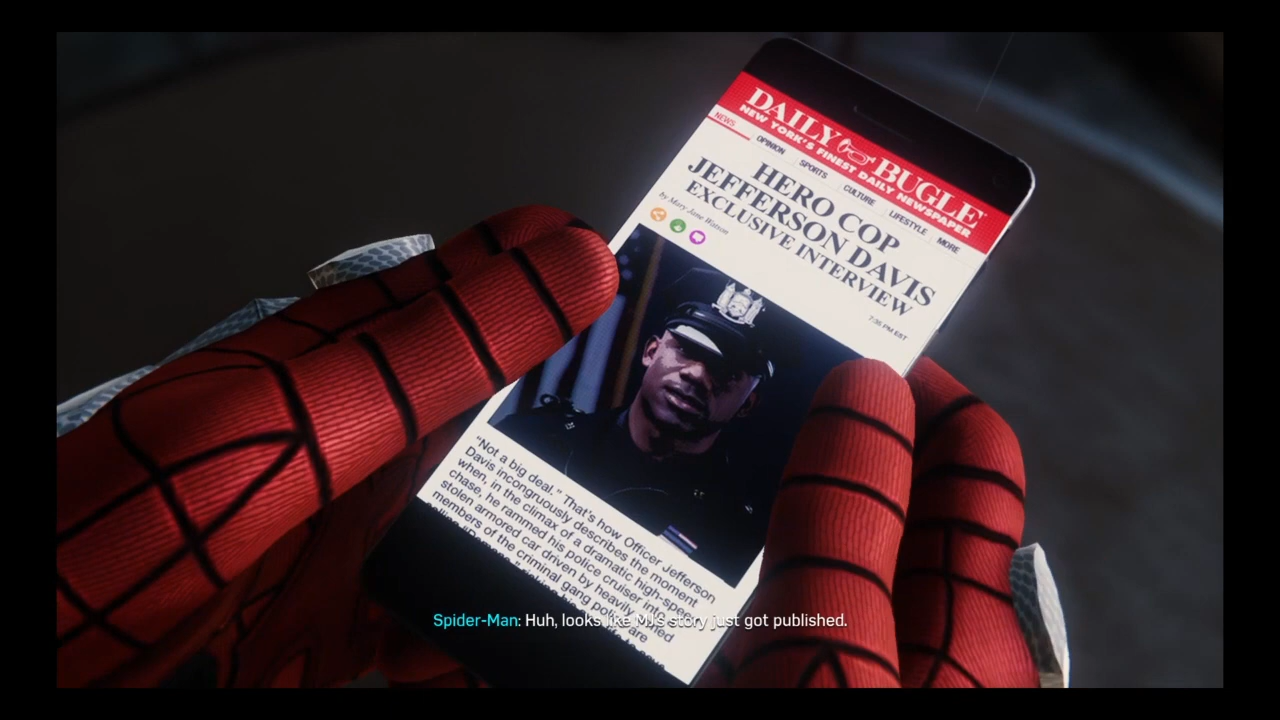 DAILY BUGLE
NEW YORK'S FINEST DAILY NEWSPAPER
NEWS OPINION SPORTS CULTURE LIFESTYLE MORE
HERO COP
JEFFERSON DAVIS
EXCLUSIVE INTERVIEW
by Mary Jane Watson
7:35 PM EST
"Not a big deal." That's how Officer Jefferson
Davis incongruously describes the moment
when, in the climax of a dramatic high-speed
chase, he rammed his police cruiser into
stolen armored car driven by heavily armed
members of the criminal gang police are
Spider-Man: Huh, looks like MJ's story just got published.